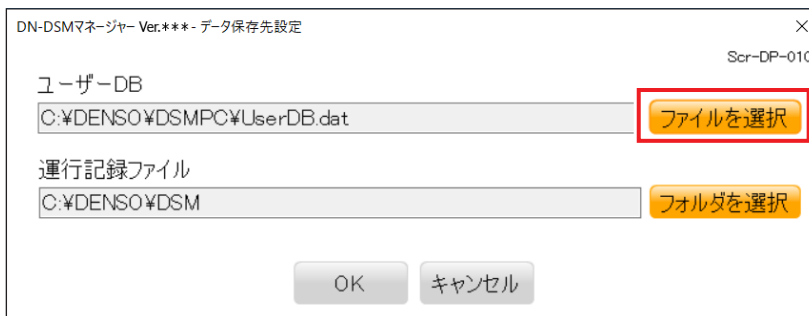 DN-DSMマネージャー Ver.*** - データ保存先設定
Scr-DP-010
ユーザーDB
C:¥DENSO¥DSMPC¥UserDB.dat
ファイルを選択
運行記録ファイル
C:¥DENSO¥DSM
フォルダを選択
OK
キャンセル